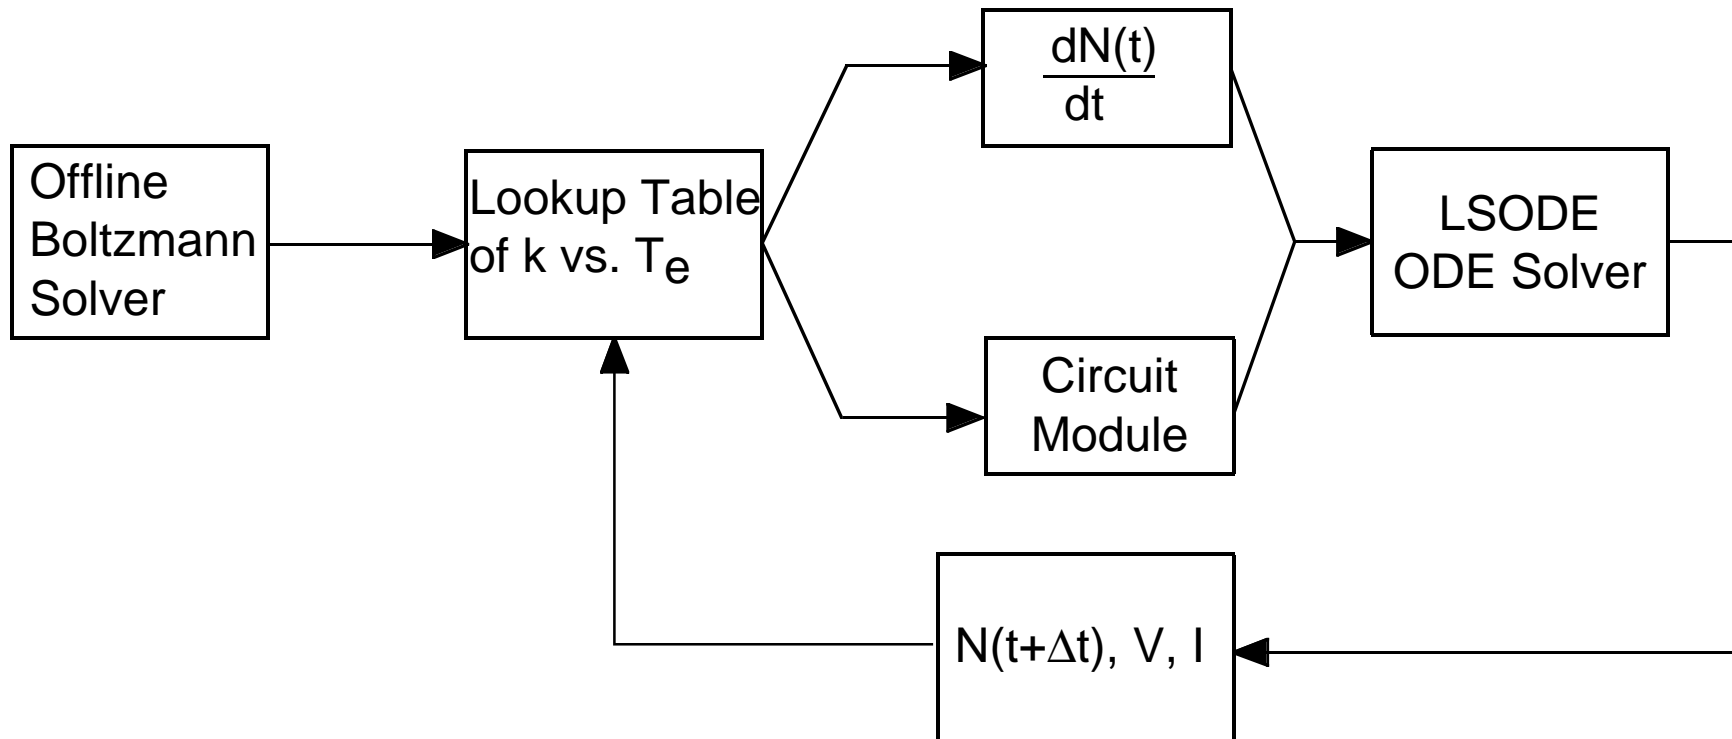 Offline
Boltzmann
Solver
Lookup Table
of k vs. Te
dN(t)
dt
Circuit
Module
LSODE
ODE Solver
N(t+Δt), V, I